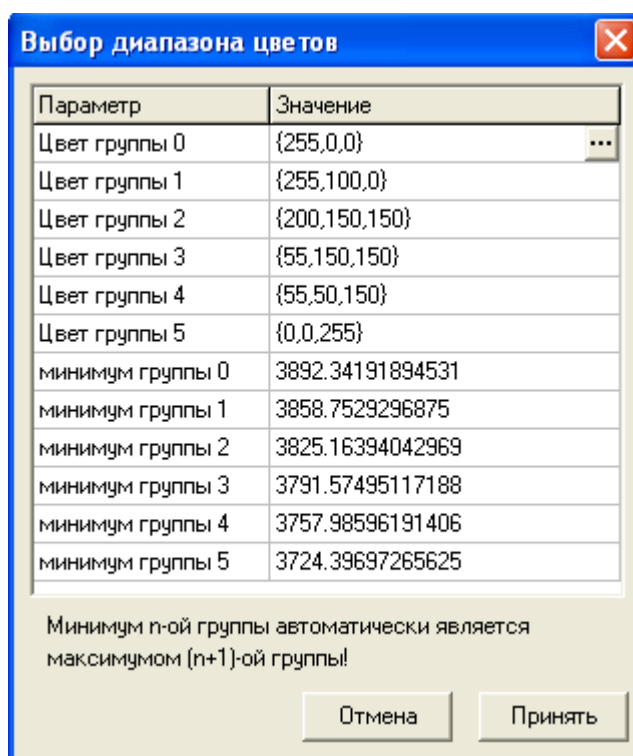 Выбор диапазона цветов
Параметр Значение
Цвет группы 0 {255,0,0} ...
Цвет группы 1 {255,100,0}
Цвет группы 2 {200,150,150}
Цвет группы 3 {55,150,150}
Цвет группы 4 {55,50,150}
Цвет группы 5 {0,0,255}
минимум группы 0 3892.34191894531
минимум группы 1 3858.7529296875
минимум группы 2 3825.16394042969
минимум группы 3 3791.57495117188
минимум группы 4 3757.98596191406
минимум группы 5 3724.39697265625
Минимум n-ой группы автоматически является
максимумом (n+1)-ой группы!
Отмена Принять